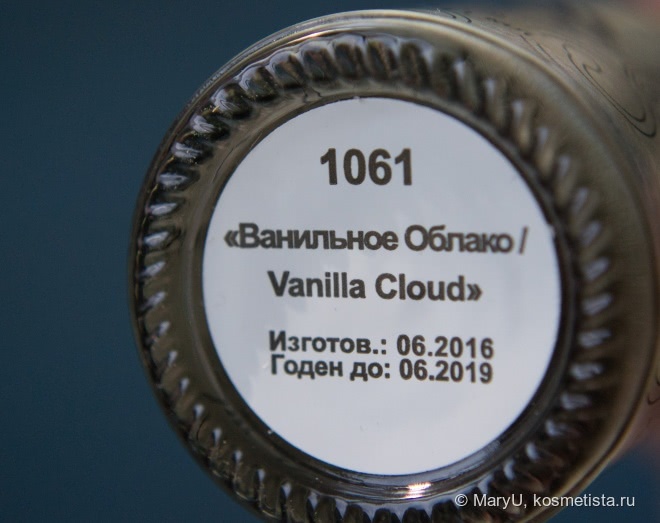 1061
«Ванильное Облако /
Vanilla Cloud»
Изготов.: 06.2016
Годен до: 06.2019
© MaryU, kosmetista.ru